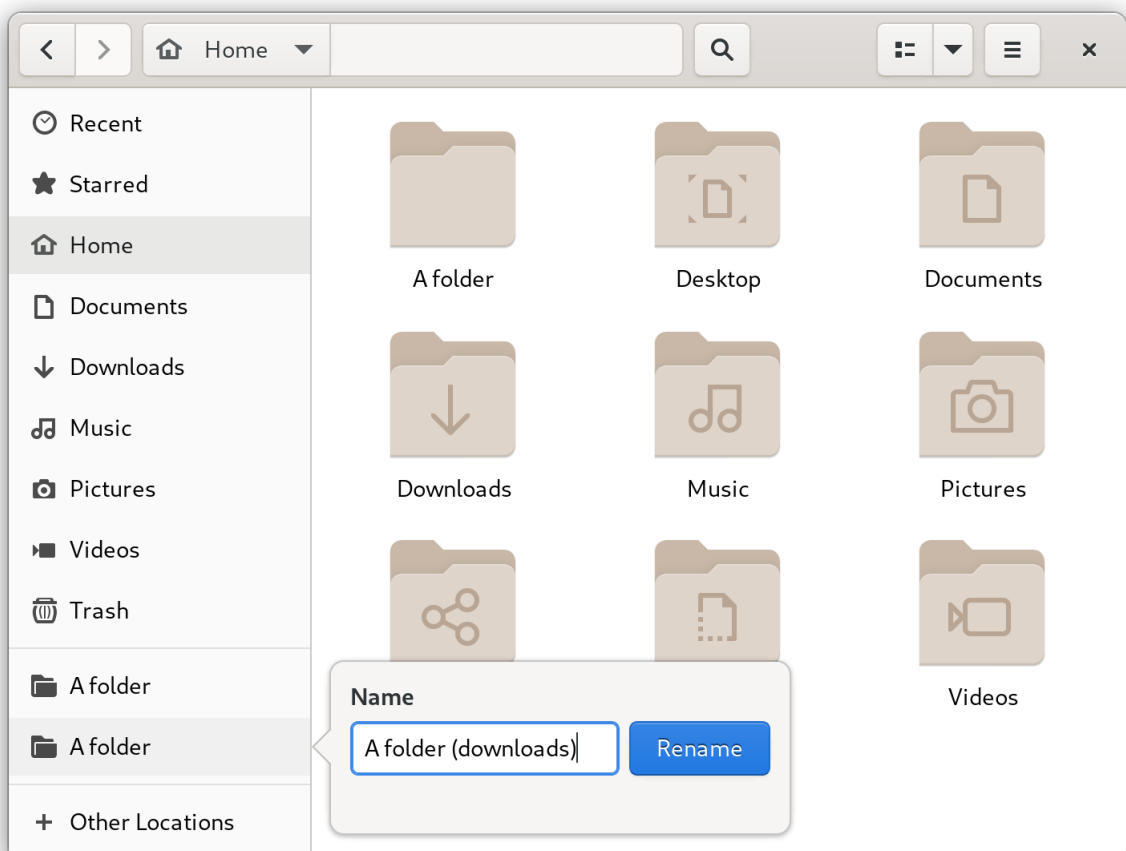 Home
Recent
Starred
Home
Documents
Downloads
Music
Pictures
Videos
Trash
A folder
A folder
Other Locations
A folder
Desktop
Documents
Downloads
Music
Pictures
Videos
Name
A folder (downloads)
Rename